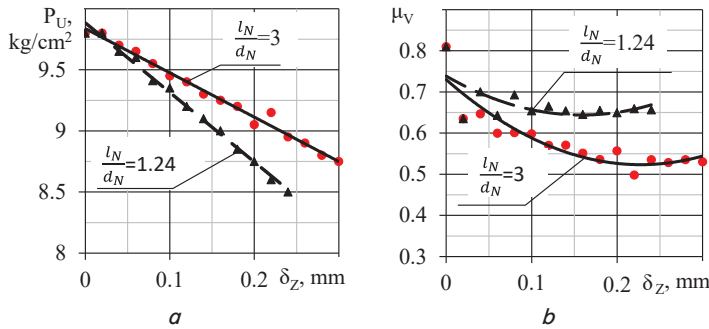 P_U,
kg/cm²
9.75
9.5
9
8.5
8
0
0.1
0.2
δ_Z, mm
l_N/d_N=3
l_N/d_N=1.24
a
μ_V
0.8
0.7
0.6
0.5
0.4
0.3
0
0.1
0.2
δ_Z, mm
l_N/d_N=1.24
l_N/d_N=3
b